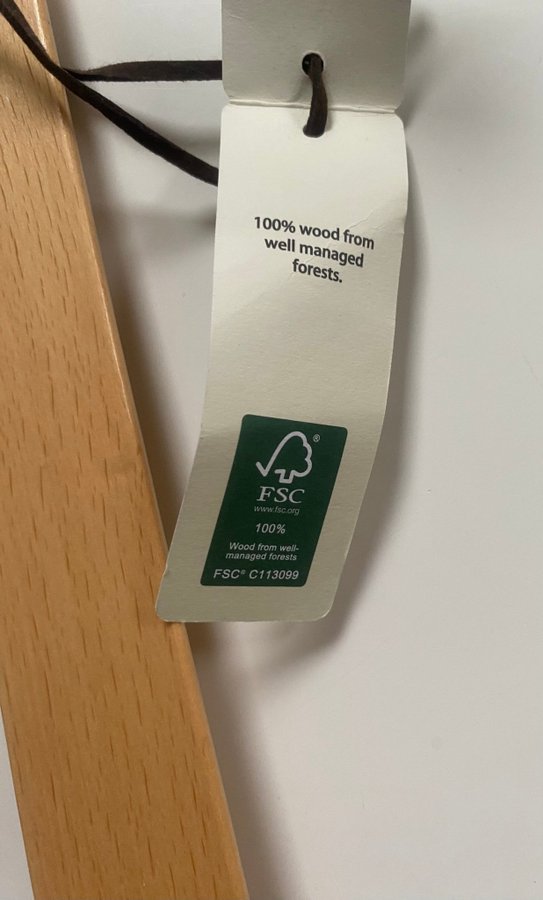 100% wood from
well managed
forests.
®
FSC
www.fsc.org
100%
Wood from well-
managed forests
FSC® C113099